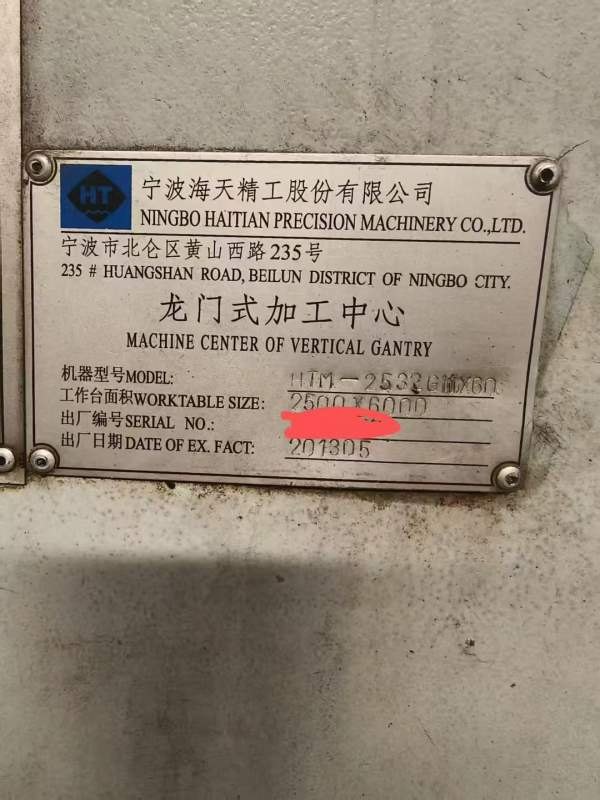 HT
宁波海天精工股份有限公司
NINGBO HAITIAN PRECISION MACHINERY CO.,LTD.
宁波市北仑区黄山西路235号
235 # HUANGSHAN ROAD, BEILUN DISTRICT OF NINGBO CITY.
龙门式加工中心
MACHINE CENTER OF VERTICAL GANTRY
机器型号MODEL:
工作台面积WORKTABLE SIZE: 2500X6000
出厂编号SERIAL NO.:
出厂日期DATE OF EX. FACT: 201305